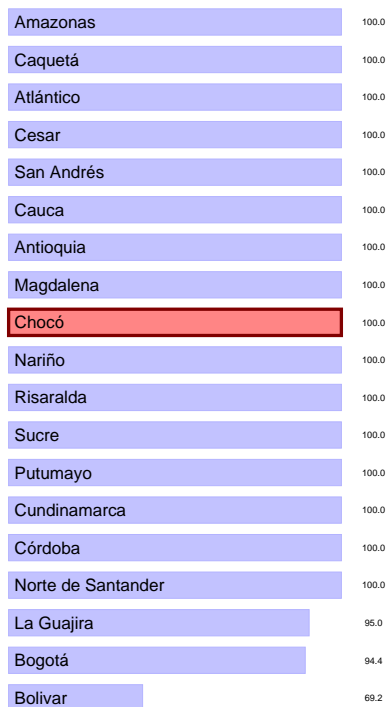 Amazonas 100.0
Caquetá 100.0
Atlántico 100.0
Cesar 100.0
San Andrés 100.0
Cauca 100.0
Antioquia 100.0
Magdalena 100.0
Chocó 100.0
Nariño 100.0
Risaralda 100.0
Sucre 100.0
Putumayo 100.0
Cundinamarca 100.0
Córdoba 100.0
Norte de Santander 100.0
La Guajira 95.0
Bogotá 94.4
Bolivar 69.2